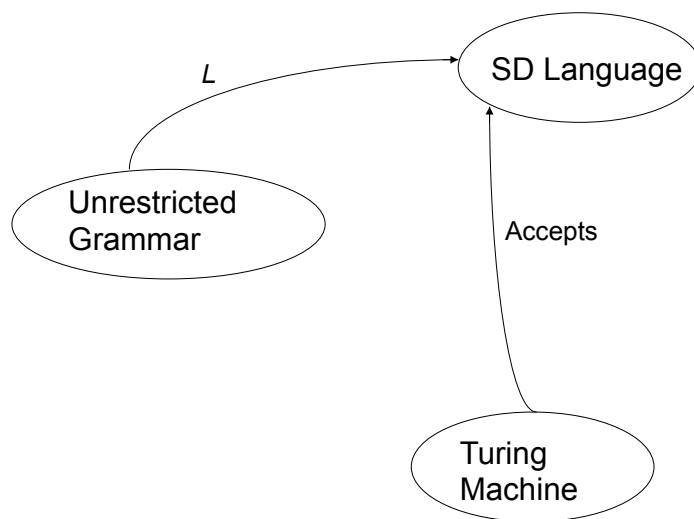 L
SD Language
Unrestricted
Grammar
Accepts
Turing
Machine